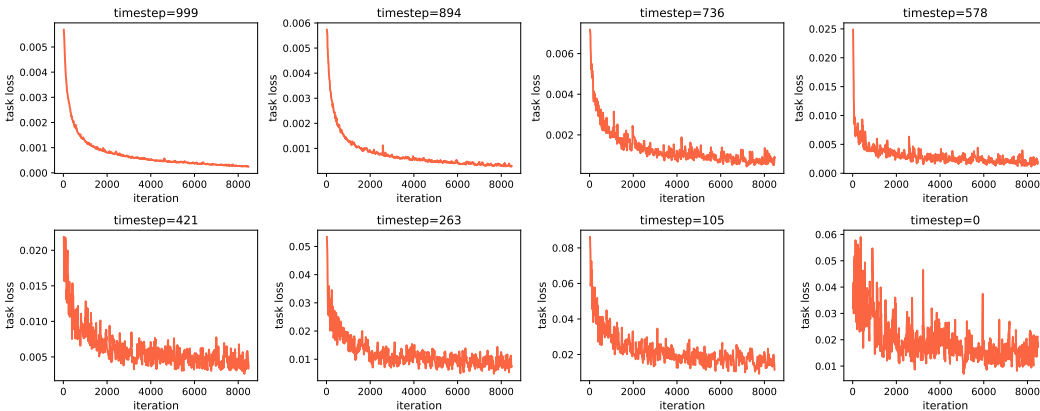 timestep=999
timestep=894
timestep=736
timestep=578
task loss
0.005
0.004
0.003
0.002
0.001
0.000
0 2000 4000 6000 8000
iteration
task loss
0.006
0.005
0.004
0.003
0.002
0.001
0 2000 4000 6000 8000
iteration
task loss
0.006
0.004
0.002
0 2000 4000 6000 8000
iteration
task loss
0.025
0.020
0.015
0.010
0.005
0.000
0 2000 4000 6000 8000
iteration
timestep=421
timestep=263
timestep=105
timestep=0
task loss
0.020
0.015
0.010
0.005
0 2000 4000 6000 8000
iteration
task loss
0.05
0.04
0.03
0.02
0.01
0 2000 4000 6000 8000
iteration
task loss
0.08
0.06
0.04
0.02
0 2000 4000 6000 8000
iteration
task loss
0.06
0.05
0.04
0.03
0.02
0.01
0 2000 4000 6000 8000
iteration